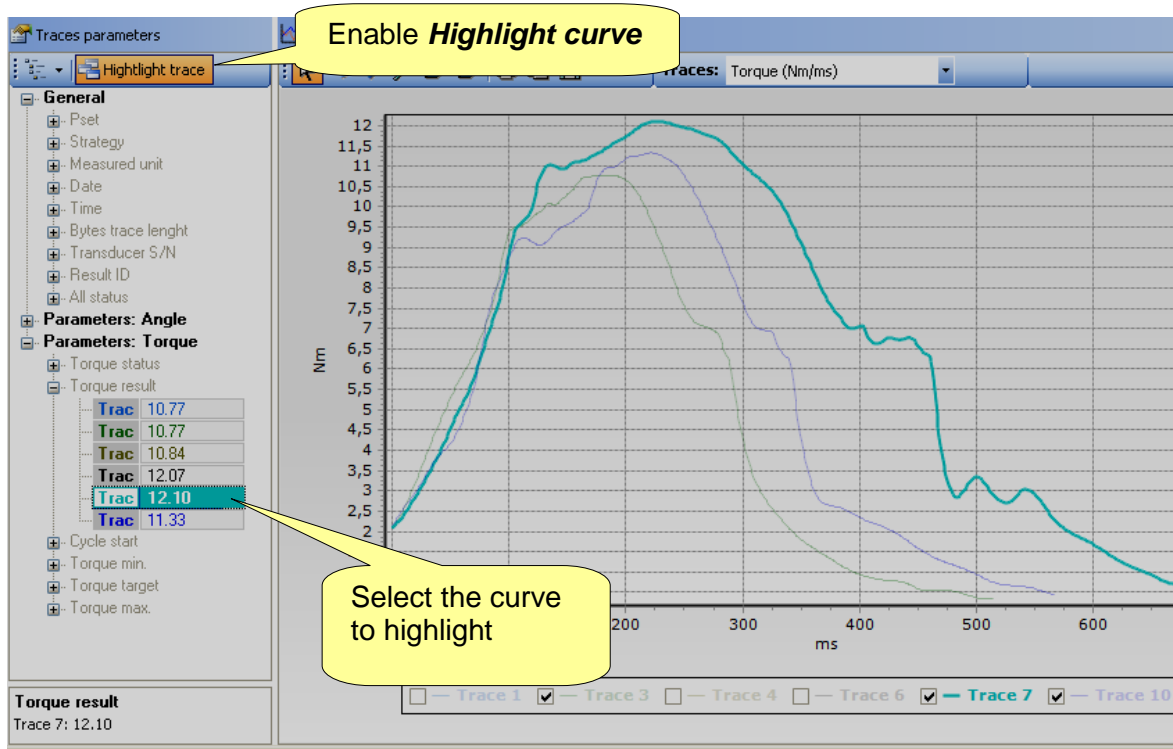 Traces parameters
Enable Highlight curve
Hightlight trace
Traces: Torque (Nm/ms)
General
Pset
Strategy
Measured unit
Date
Time
Bytes trace lenght
Transducer S/N
Result ID
All status
Parameters: Angle
Parameters: Torque
Torque status
Torque result
Trac 10.77
Trac 10.77
Trac 10.84
Trac 12.07
Trac 12.10
Trac 11.33
Cycle start
Torque min.
Torque target
Torque max.
Torque result
Trace 7: 12.10
12
11,5
11
10,5
10
9,5
9
8,5
8
7,5
7
6,5
6
5,5
5
4,5
4
3,5
3
2,5
2
Nm
Select the curve
to highlight
200 300 400 500 600
ms
Trace 1 Trace 3 Trace 4 Trace 6 Trace 7 Trace 10